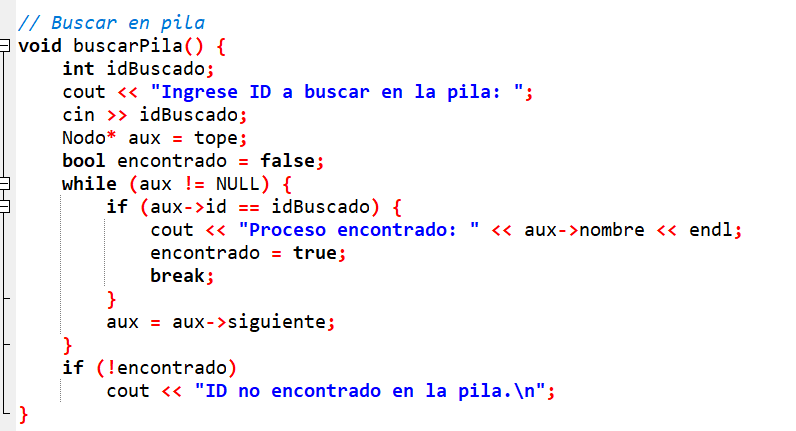 // Buscar en pila
void buscarPila() {
    int idBuscado;
    cout << "Ingrese ID a buscar en la pila: ";
    cin >> idBuscado;
    Nodo* aux = tope;
    bool encontrado = false;
    while (aux != NULL) {
        if (aux->id == idBuscado) {
            cout << "Proceso encontrado: " << aux->nombre << endl;
            encontrado = true;
            break;
        }
        aux = aux->siguiente;
    }
    if (!encontrado)
        cout << "ID no encontrado en la pila.\n";
}